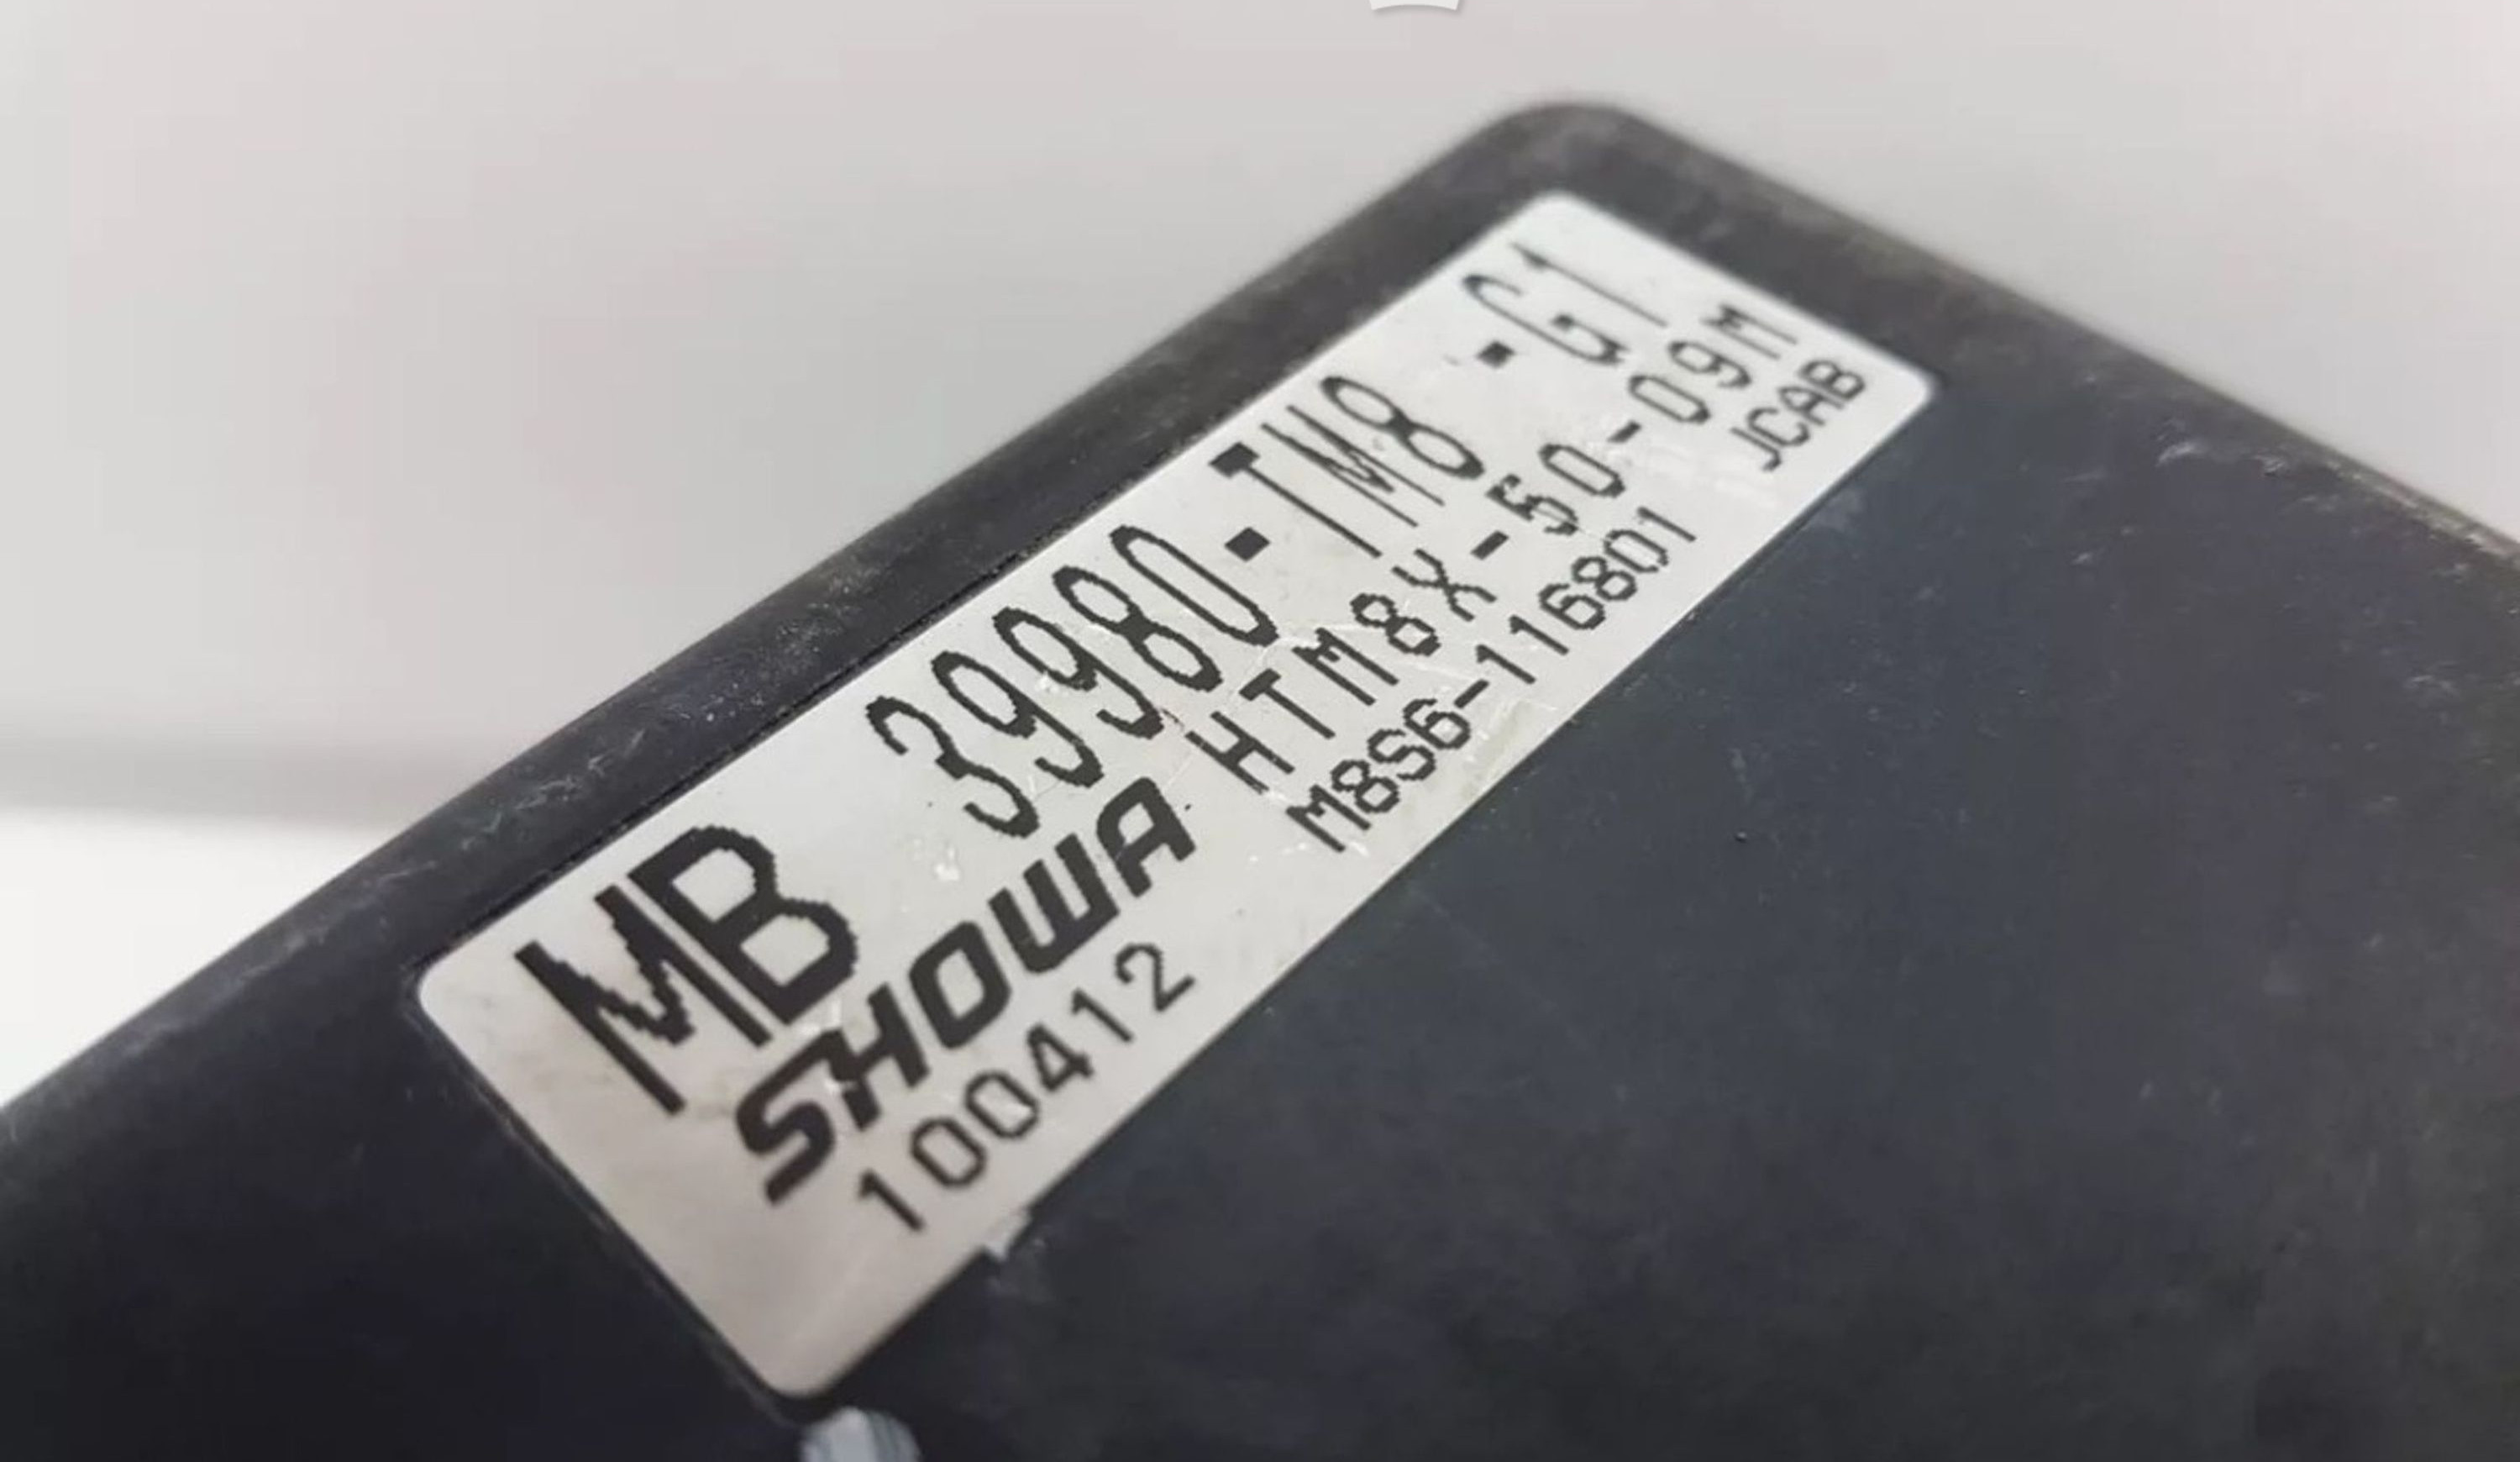 MB 39980-TM8 -G1
SHOWA HTM8X-50-09M
100412 M8S6-116801 JCAB